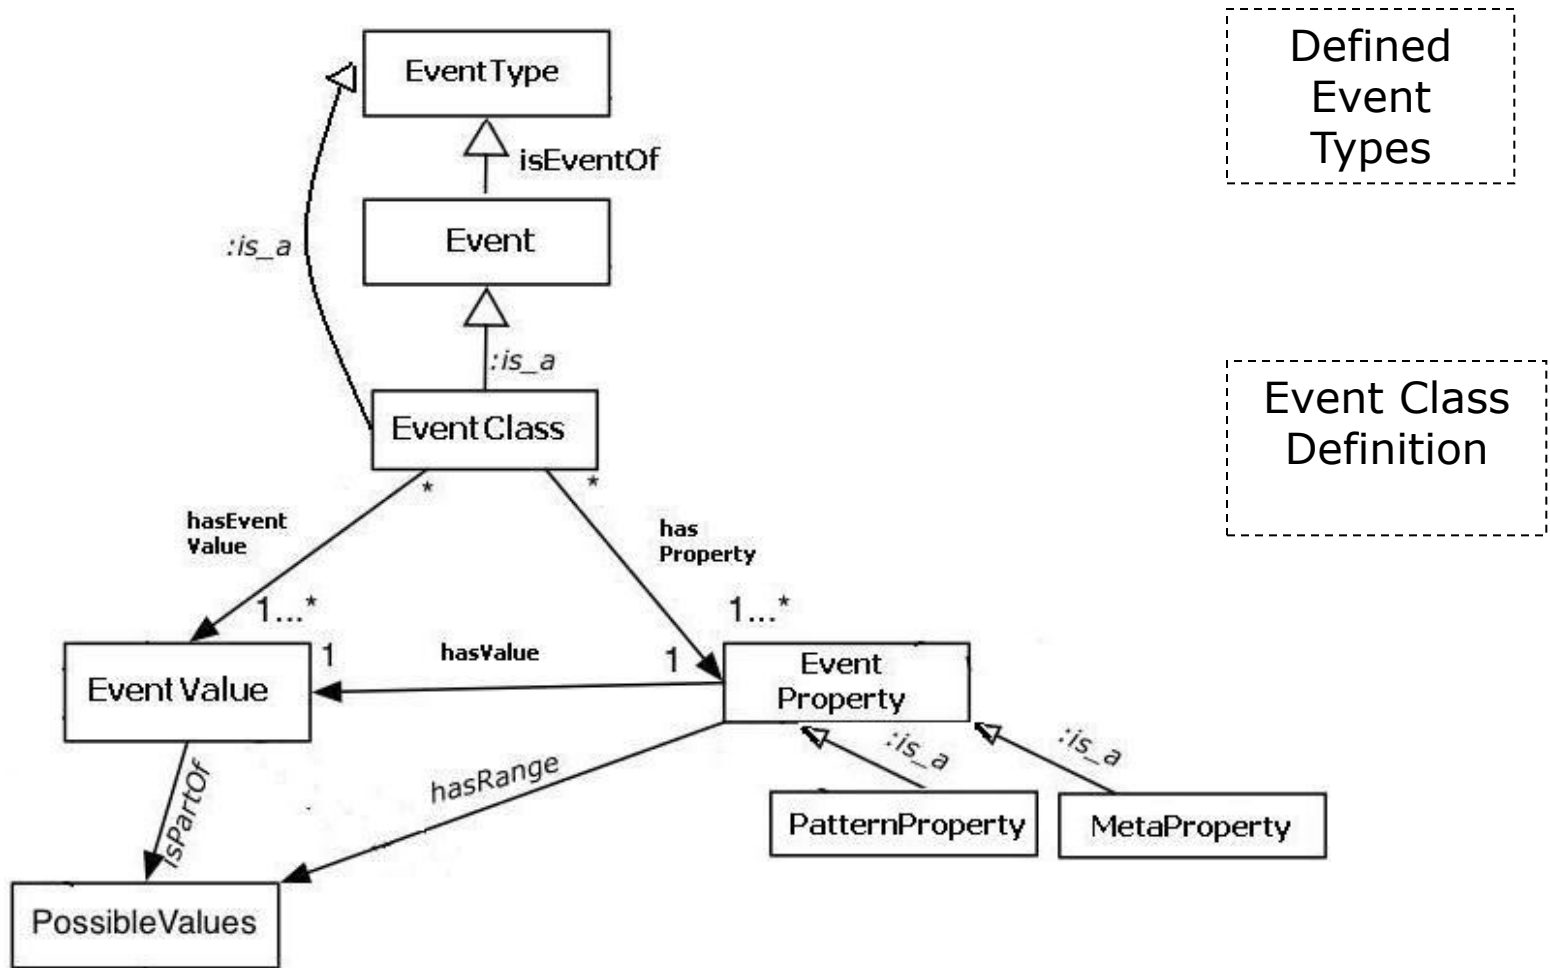 EventType
Defined
Event
Types
isEventOf
Event
:is_a
:is_a
Event Class
Definition
EventClass
*
*
hasEvent
Value
has
Property
1...*
1...*
EventValue
1
hasValue
1
Event
Property
isPartOf
hasRange
:is_a
:is_a
PatternProperty
MetaProperty
PossibleValues